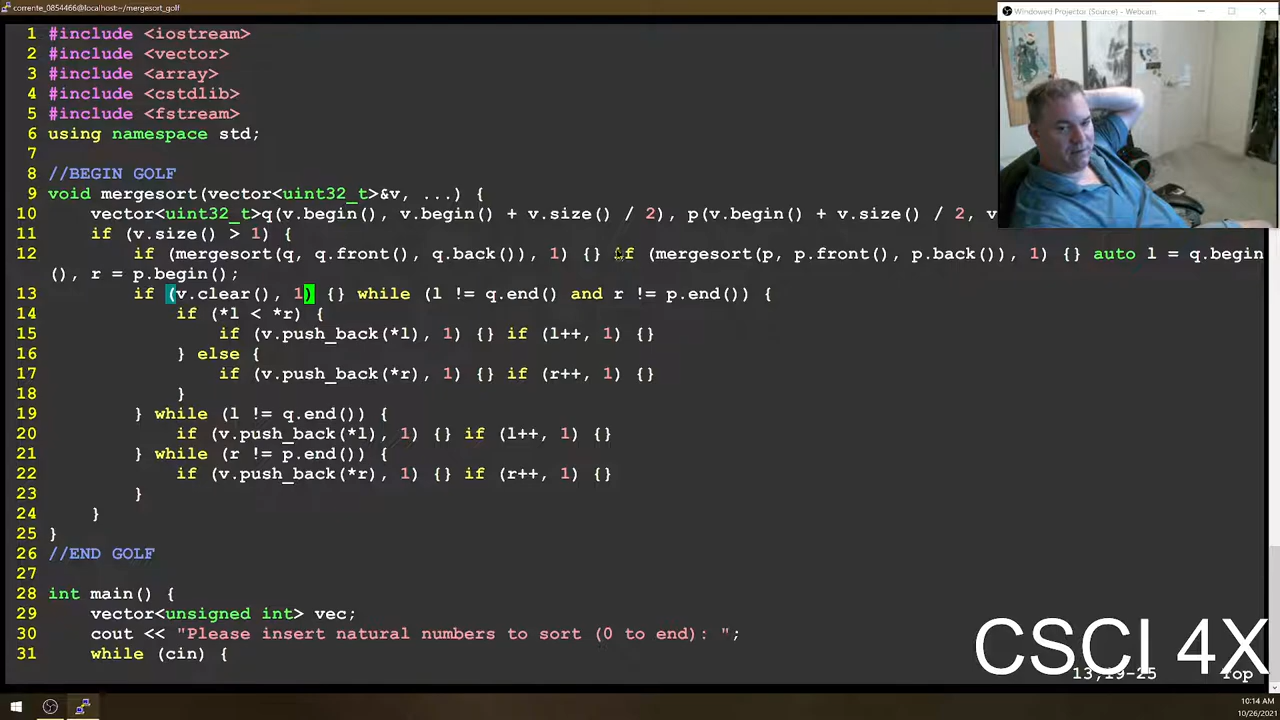 corrente_0854466@localhost:~/mergesort_golf
Windowed Projector (Source) - Webcam
1 #include <iostream>
2 #include <vector>
3 #include <array>
4 #include <cstdlib>
5 #include <fstream>
6 using namespace std;
7
8 //BEGIN GOLF
9 void mergesort(vector<uint32_t>&v, ...) {
10 vector<uint32_t>q(v.begin(), v.begin() + v.size() / 2), p(v.begin() + v.size() / 2, v
11 if (v.size() > 1) {
12 if (mergesort(q, q.front(), q.back()), 1) {} if (mergesort(p, p.front(), p.back()), 1) {} auto l = q.begin
(), r = p.begin();
13 if (v.clear(), 1) {} while (l != q.end() and r != p.end()) {
14 if (*l < *r) {
15 if (v.push_back(*l), 1) {} if (l++, 1) {}
16 } else {
17 if (v.push_back(*r), 1) {} if (r++, 1) {}
18 }
19 } while (l != q.end()) {
20 if (v.push_back(*l), 1) {} if (l++, 1) {}
21 } while (r != p.end()) {
22 if (v.push_back(*r), 1) {} if (r++, 1) {}
23 }
24 }
25 }
26 //END GOLF
27
28 int main() {
29 vector<unsigned int> vec;
30 cout << "Please insert natural numbers to sort (0 to end): ";
31 while (cin) {
CSCI 4X
13,19-25 Top
10:14 AM
10/26/2021